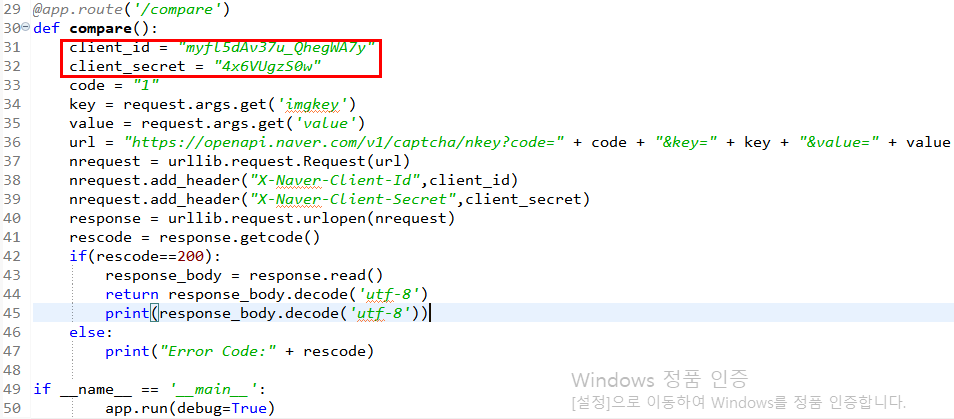 29 @app.route('/compare')
30 def compare():
31     client_id = "myfl5dAv37u_QhegWA7y"
32     client_secret = "4x6VUgzS0w"
33     code = "1"
34     key = request.args.get('imgkey')
35     value = request.args.get('value')
36     url = "https://openapi.naver.com/v1/captcha/nkey?code=" + code + "&key=" + key + "&value=" + value
37     nrequest = urllib.request.Request(url)
38     nrequest.add_header("X-Naver-Client-Id",client_id)
39     nrequest.add_header("X-Naver-Client-Secret",client_secret)
40     response = urllib.request.urlopen(nrequest)
41     rescode = response.getcode()
42     if(rescode==200):
43         response_body = response.read()
44         return response_body.decode('utf-8')
45         print(response_body.decode('utf-8'))
46     else:
47         print("Error Code:" + rescode)
48
49 if __name__ == '__main__':
50         app.run(debug=True)
Windows 정품 인증
[설정]으로 이동하여 Windows를 정품 인증합니다.